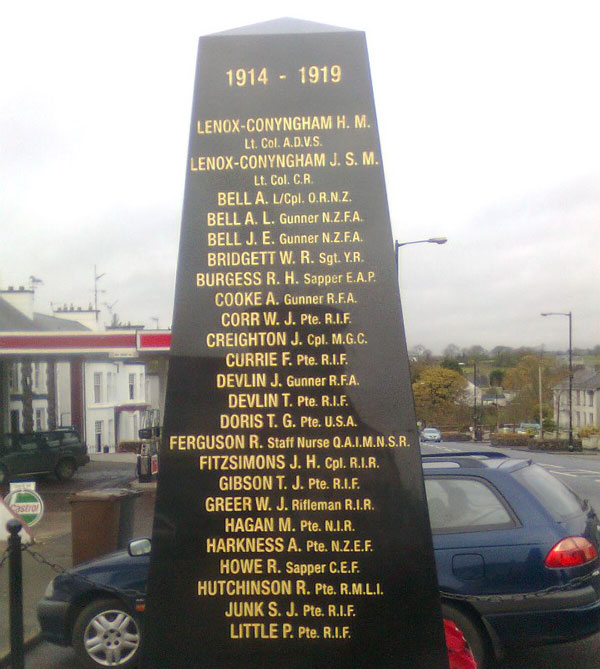 1914 - 1919
LENOX-CONYNGHAM H. M.
Lt. Col. A.D.V.S.
LENOX-CONYNGHAM J. S. M.
Lt. Col. C.R.
BELL A. L/Cpl. O.R.N.Z.
BELL A. L. Gunner N.Z.F.A.
BELL J. E. Gunner N.Z.F.A.
BRIDGETT W. R. Sgt. Y.R.
BURGESS R. H. Sapper E.A.P.
COOKE A. Gunner R.F.A.
CORR W. J. Pte. R.I.F.
CREIGHTON J. Cpl. M.G.C.
CURRIE F. Pte. R.I.F.
DEVLIN J. Gunner R.F.A.
DEVLIN T. Pte. R.I.F.
DORIS T. G. Pte. U.S.A.
FERGUSON R. Staff Nurse Q.A.I.M.N.S.R.
FITZSIMONS J. H. Cpl. R.I.R.
GIBSON T. J. Pte. R.I.F.
GREER W. J. Rifleman R.I.R.
HAGAN M. Pte. N.I.R.
HARKNESS A. Pte. N.Z.E.F.
HOWE R. Sapper C.E.F.
HUTCHINSON R. Pte. R.M.L.I.
JUNK S. J. Pte. R.I.F.
LITTLE P. Pte. R.I.F.
Castrol